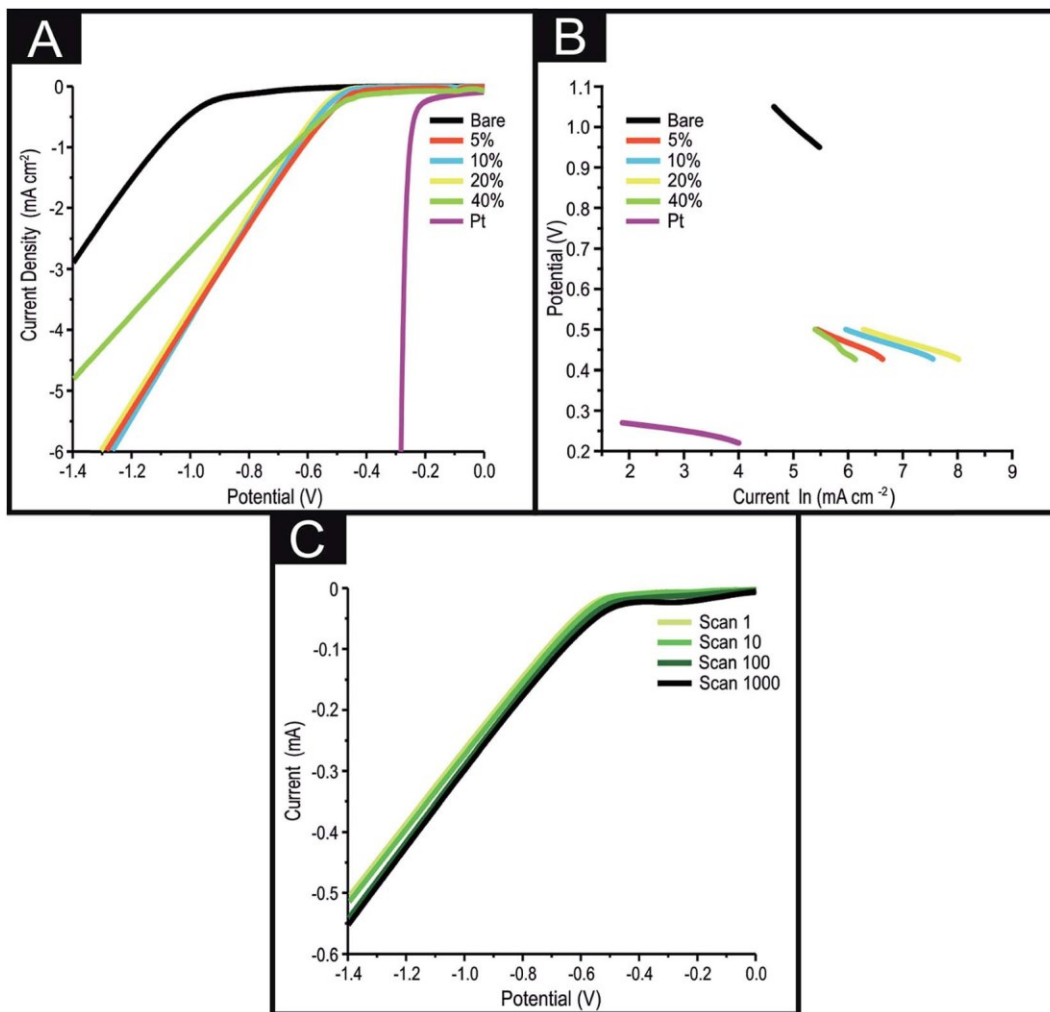 A
Current Density (mA cm²)
0
-1
-2
-3
-4
-5
-6
-1.4 -1.2 -1.0 -0.8 -0.6 -0.4 -0.2 0.0
Potential (V)
Bare
5%
10%
20%
40%
Pt
B
Potential (V)
1.1
1.0
0.9
0.8
0.7
0.6
0.5
0.4
0.3
0.2
2 3 4 5 6 7 8 9
Current ln (mA cm -2)
Bare
5%
10%
20%
40%
Pt
C
Current (mA)
0
-0.1
-0.2
-0.3
-0.4
-0.5
-0.6
-1.4 -1.2 -1.0 -0.8 -0.6 -0.4 -0.2 0.0
Potential (V)
Scan 1
Scan 10
Scan 100
Scan 1000